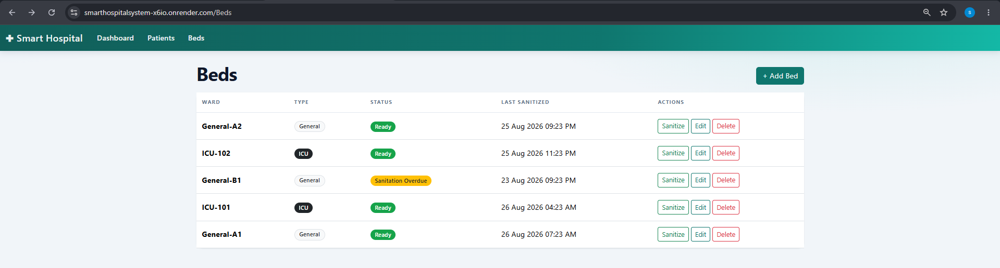 smarthospitalsystem-x6io.onrender.com/Beds
S
Smart Hospital Dashboard Patients Beds
Beds
+ Add Bed
WARD TYPE STATUS LAST SANITIZED ACTIONS
General-A2 General Ready 25 Aug 2026 09:23 PM Sanitize Edit Delete
ICU-102 ICU Ready 25 Aug 2026 11:23 PM Sanitize Edit Delete
General-B1 General Sanitation Overdue 23 Aug 2026 09:23 PM Sanitize Edit Delete
ICU-101 ICU Ready 26 Aug 2026 04:23 AM Sanitize Edit Delete
General-A1 General Ready 26 Aug 2026 07:23 AM Sanitize Edit Delete